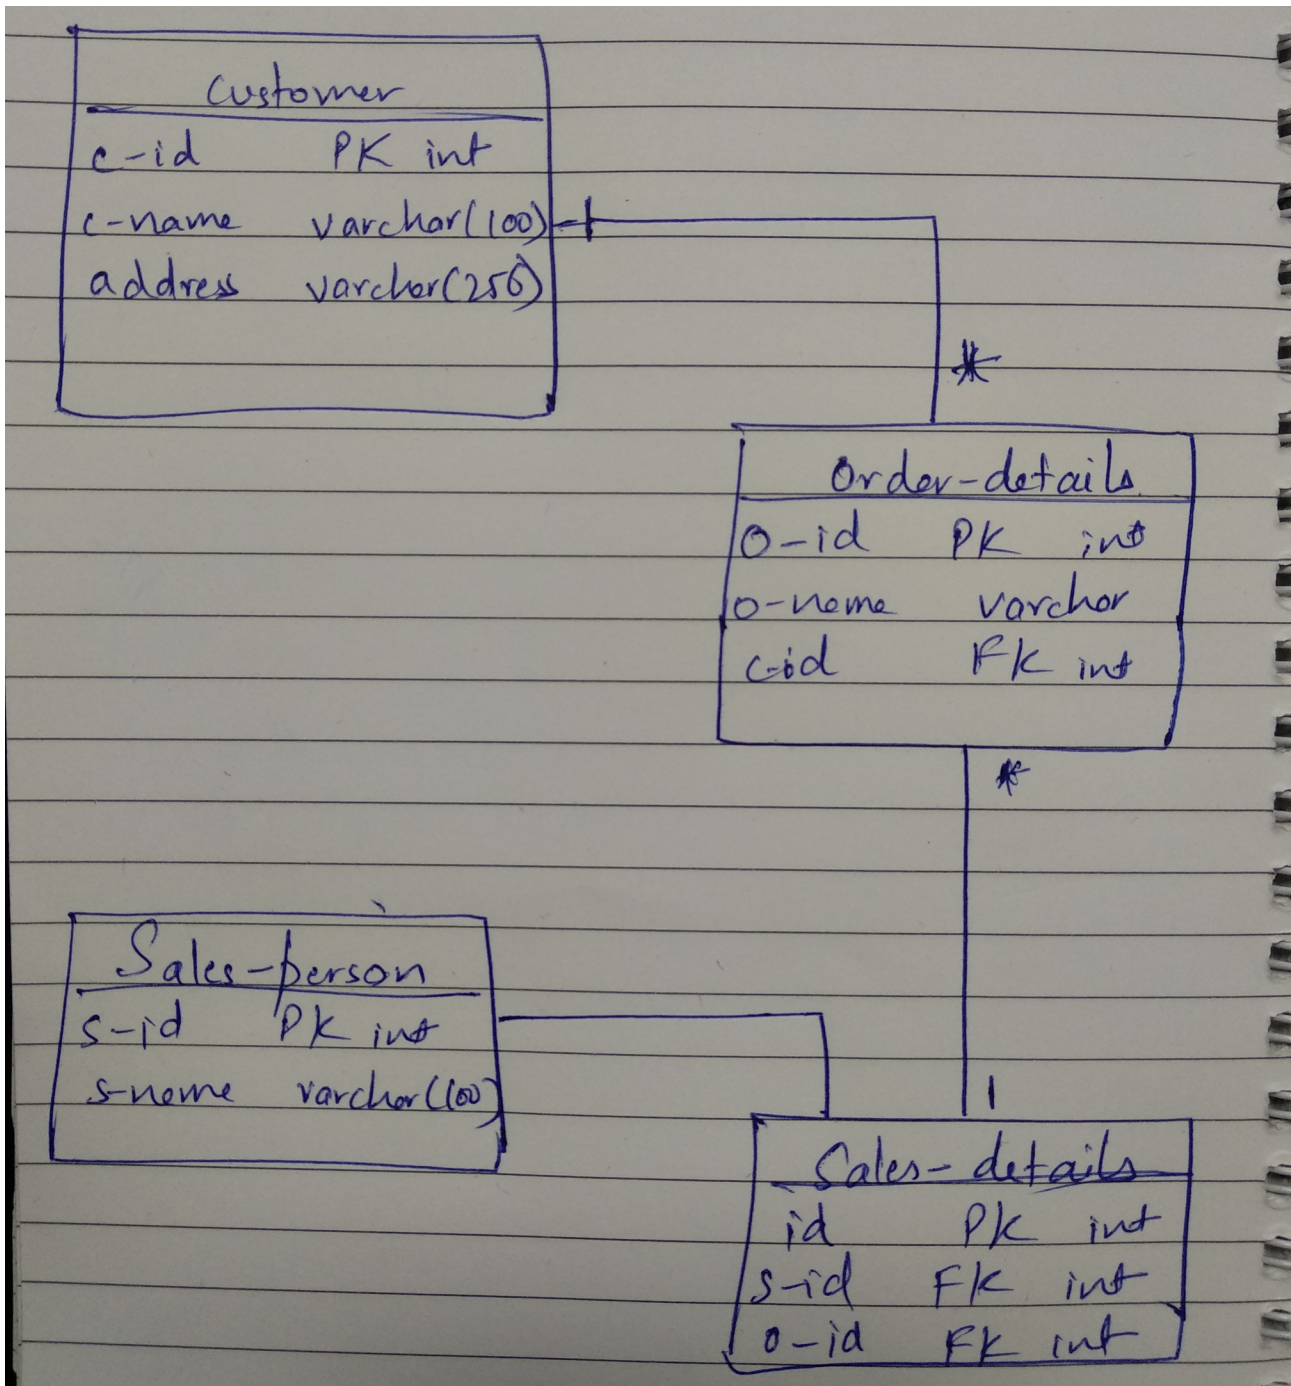 Customer
c-id PK int
c-name varchar(100)
address varchar(256)
*
Order-details
o-id PK int
o-name varchar
c-id FK int
*
Sales-person
s-id PK int
s-name varchar(100)
1
Sales-details
id PK int
s-id FK int
o-id FK int